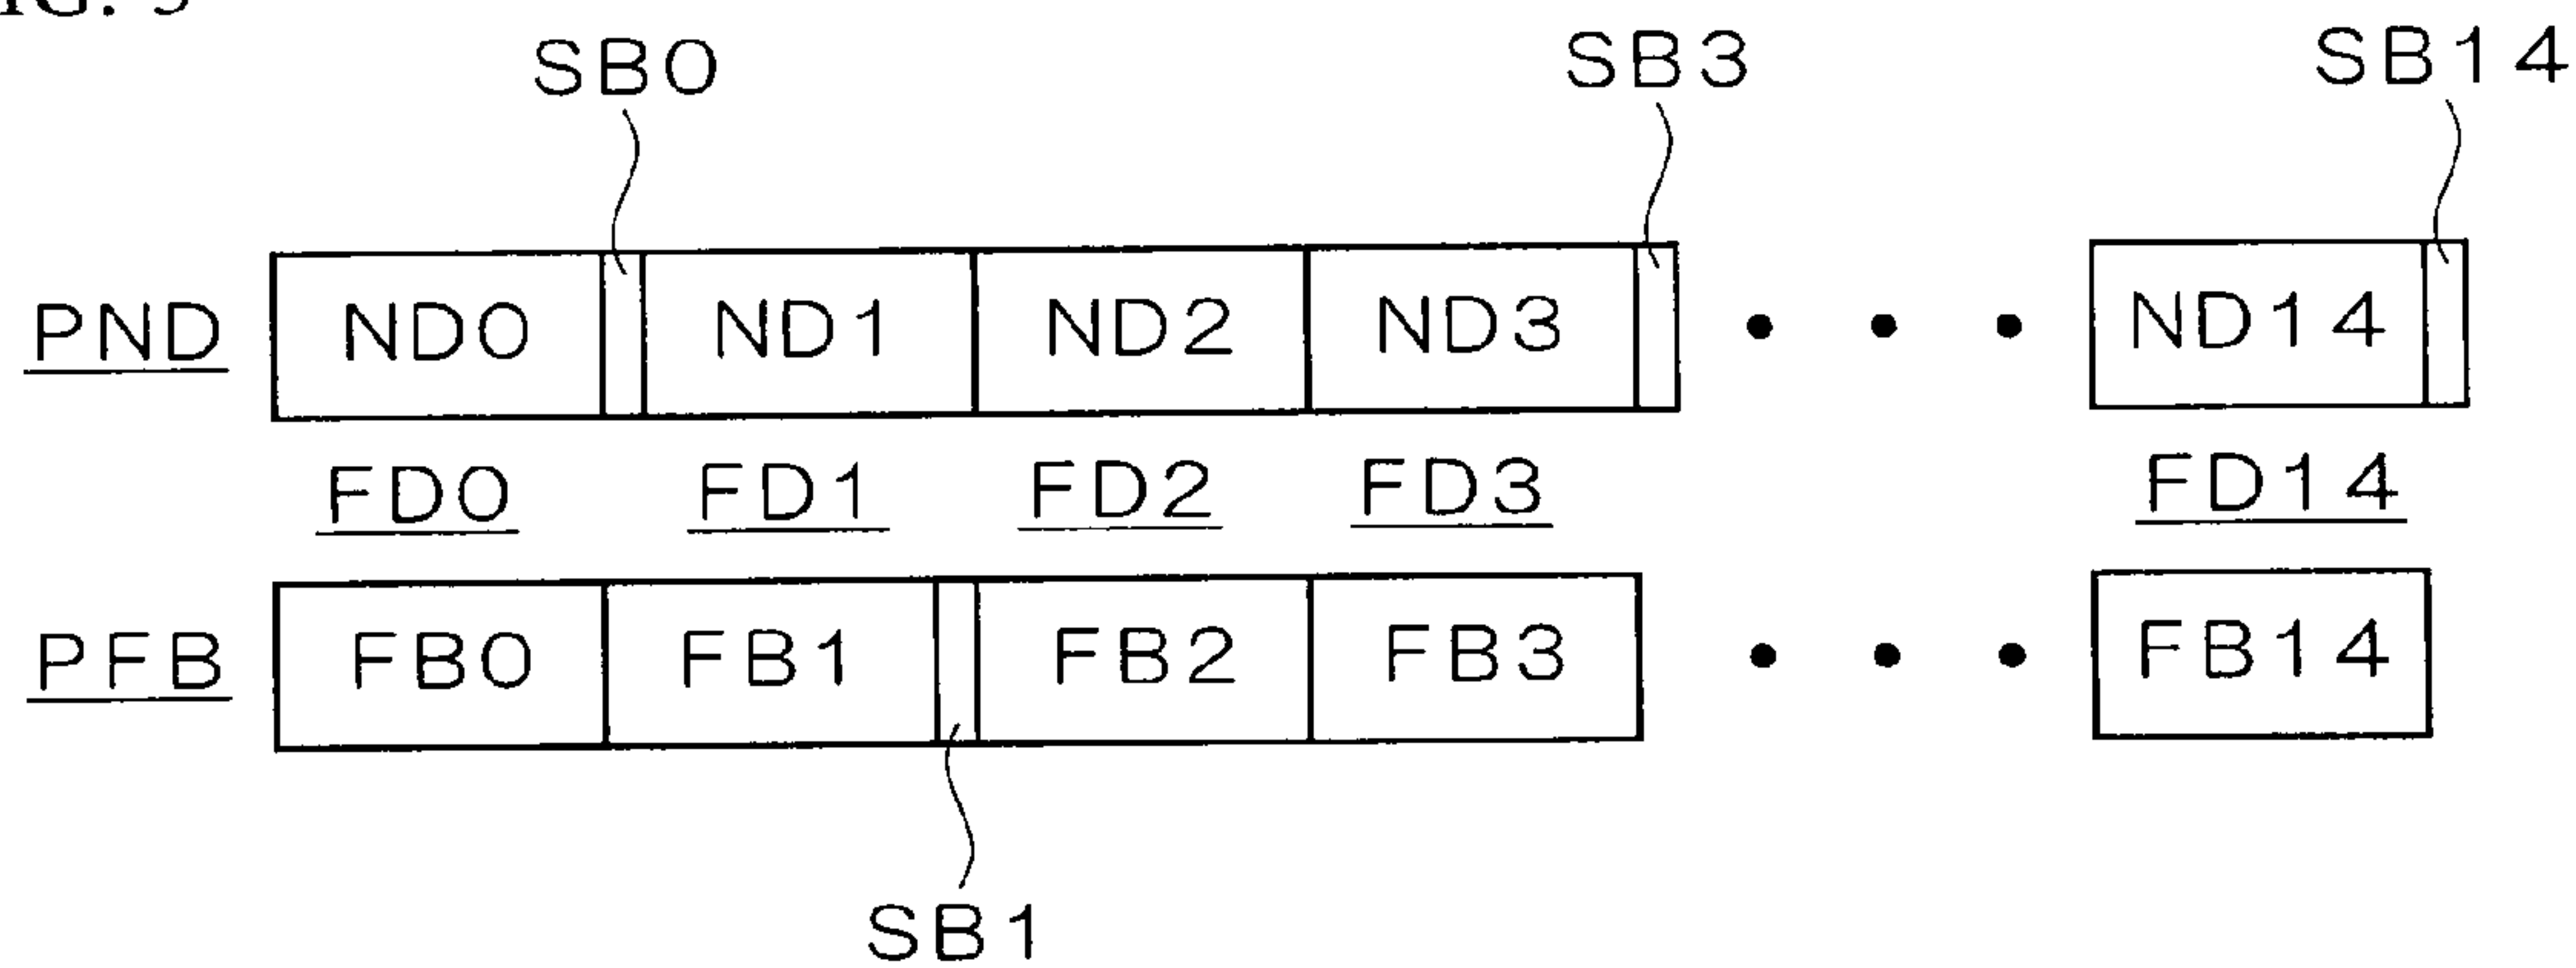 SB0 SB3 SB14
PND ND0 ND1 ND2 ND3 ND14
FD0 FD1 FD2 FD3 FD14
PFB FB0 FB1 FB2 FB3 FB14
SB1